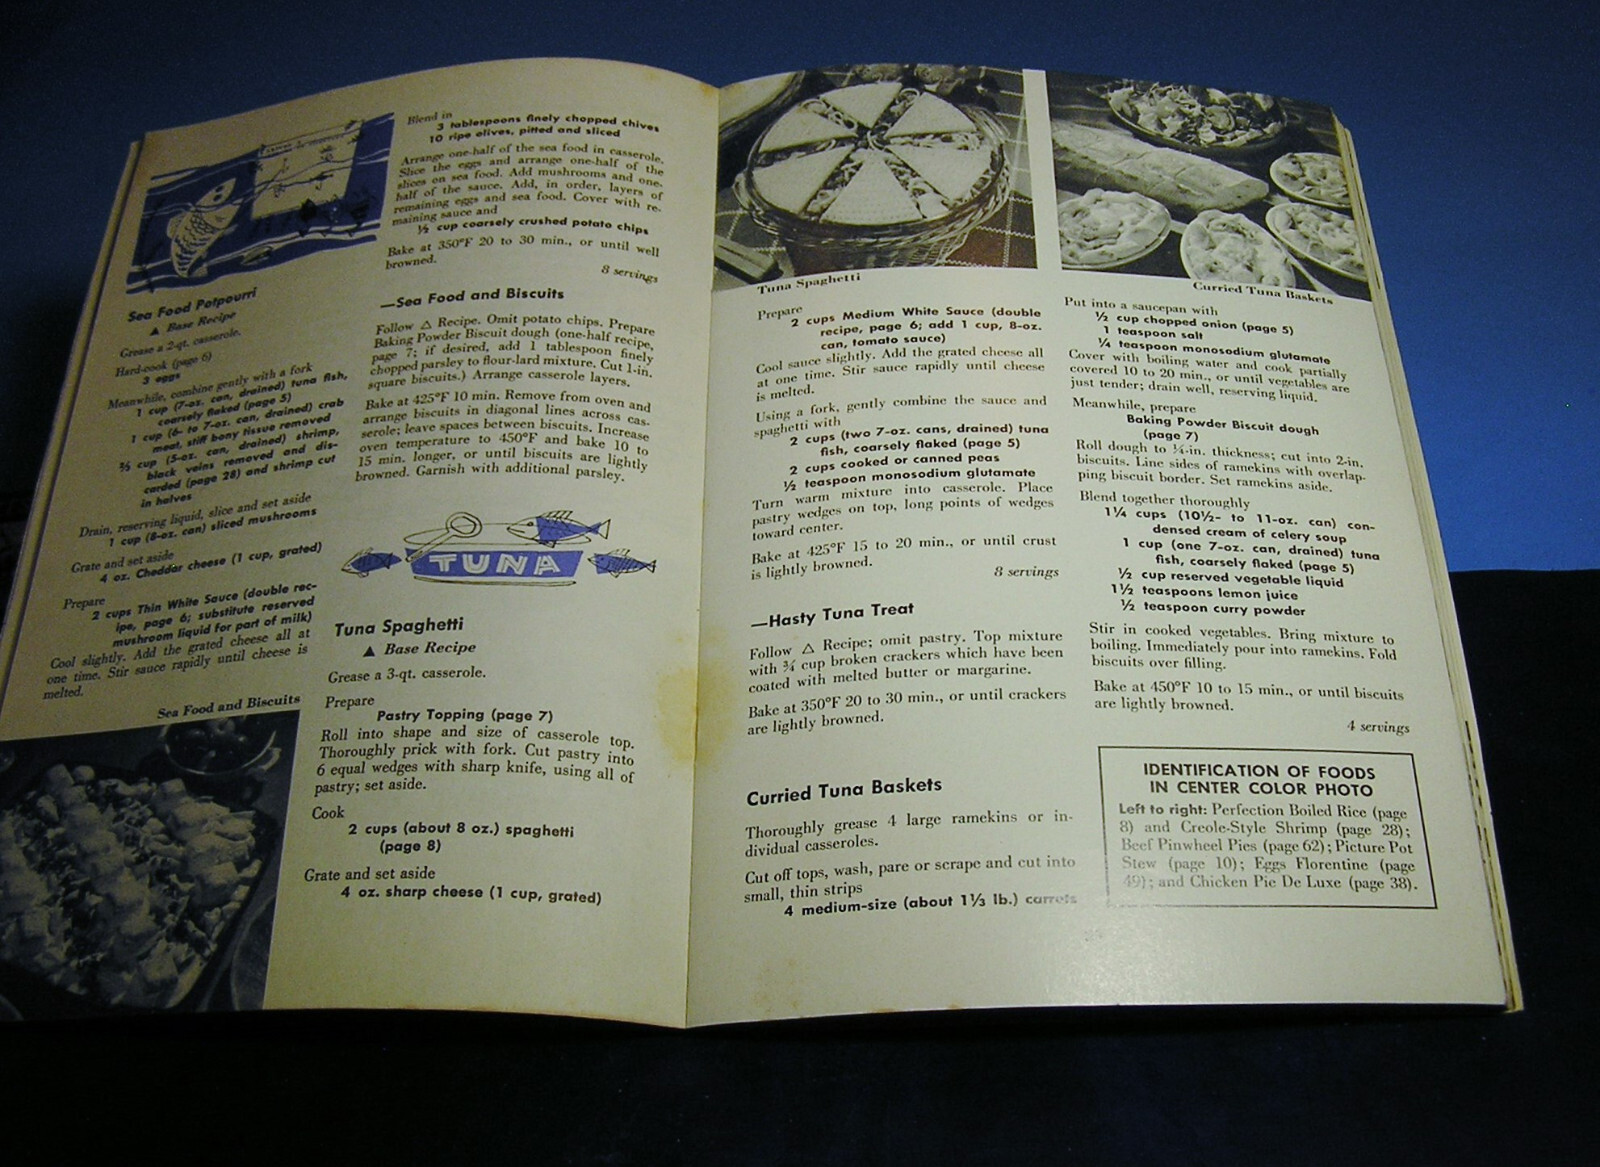 Sea Food Potpourri
▲ Base Recipe
Grease a 2-qt. casserole.
Hard-cook (page 6)
3 eggs
Meanwhile, combine gently with a fork
1 cup (7-oz. can, drained) tuna fish,
coarsely flaked (page 5)
1 cup (6- to 7-oz. can, drained) crab
meat, stiff bony tissue removed
⅔ cup (5-oz. can, drained) shrimp,
black veins removed and dis-
carded (page 28) and shrimp cut
in halves
Drain, reserving liquid, slice and set aside
1 cup (8-oz. can) sliced mushrooms
Grate and set aside
4 oz. Cheddar cheese (1 cup, grated)
Prepare
2 cups Thin White Sauce (double rec-
ipe, page 6; substitute reserved
mushroom liquid for part of milk)
Cool slightly. Add the grated cheese all at
one time. Stir sauce rapidly until cheese is
melted.
Sea Food and Biscuits
Blend in
3 tablespoons finely chopped chives
10 ripe olives, pitted and sliced
Arrange one-half of the sea food in casserole.
Slice the eggs and arrange one-half of the
slices on sea food. Add mushrooms and one-
half of the sauce. Add, in order, layers of
remaining eggs and sea food. Cover with re-
maining sauce and
½ cup coarsely crushed potato chips
Bake at 350°F 20 to 30 min., or until well
browned.
8 servings
—Sea Food and Biscuits
Follow △ Recipe. Omit potato chips. Prepare
Baking Powder Biscuit dough (one-half recipe,
page 7; if desired, add 1 tablespoon finely
chopped parsley to flour-lard mixture. Cut 1-in.
square biscuits.) Arrange casserole layers.
Bake at 425°F 10 min. Remove from oven and
arrange biscuits in diagonal lines across cas-
serole; leave spaces between biscuits. Increase
oven temperature to 450°F and bake 10 to
15 min. longer, or until biscuits are lightly
browned. Garnish with additional parsley.
TUNA
Tuna Spaghetti
▲ Base Recipe
Grease a 3-qt. casserole.
Prepare
Pastry Topping (page 7)
Roll into shape and size of casserole top.
Thoroughly prick with fork. Cut pastry into
6 equal wedges with sharp knife, using all of
pastry; set aside.
Cook
2 cups (about 8 oz.) spaghetti
(page 8)
Grate and set aside
4 oz. sharp cheese (1 cup, grated)
Tuna Spaghetti
Prepare
2 cups Medium White Sauce (double
recipe, page 6; add 1 cup, 8-oz.
can, tomato sauce)
Cool sauce slightly. Add the grated cheese all
at one time. Stir sauce rapidly until cheese
is melted.
Using a fork, gently combine the sauce and
spaghetti with
2 cups (two 7-oz. cans, drained) tuna
fish, coarsely flaked (page 5)
2 cups cooked or canned peas
½ teaspoon monosodium glutamate
Turn warm mixture into casserole. Place
pastry wedges on top, long points of wedges
toward center.
Bake at 425°F 15 to 20 min., or until crust
is lightly browned.
8 servings
—Hasty Tuna Treat
Follow △ Recipe; omit pastry. Top mixture
with ¾ cup broken crackers which have been
coated with melted butter or margarine.
Bake at 350°F 20 to 30 min., or until crackers
are lightly browned.
Curried Tuna Baskets
Thoroughly grease 4 large ramekins or in-
dividual casseroles.
Cut off tops, wash, pare or scrape and cut into
small, thin strips
4 medium-size (about 1⅓ lb.) carrots
Curried Tuna Baskets
Put into a saucepan with
½ cup chopped onion (page 5)
1 teaspoon salt
¼ teaspoon monosodium glutamate
Cover with boiling water and cook partially
covered 10 to 20 min., or until vegetables are
just tender; drain well, reserving liquid.
Meanwhile, prepare
Baking Powder Biscuit dough
(page 7)
Roll dough to ¼-in. thickness; cut into 2-in.
biscuits. Line sides of ramekins with overlap-
ping biscuit border. Set ramekins aside.
Blend together thoroughly
1¼ cups (10½- to 11-oz. can) con-
densed cream of celery soup
1 cup (one 7-oz. can, drained) tuna
fish, coarsely flaked (page 5)
½ cup reserved vegetable liquid
1½ teaspoons lemon juice
½ teaspoon curry powder
Stir in cooked vegetables. Bring mixture to
boiling. Immediately pour into ramekins. Fold
biscuits over filling.
Bake at 450°F 10 to 15 min., or until biscuits
are lightly browned.
4 servings
IDENTIFICATION OF FOODS
IN CENTER COLOR PHOTO
Left to right: Perfection Boiled Rice (page
8) and Creole-Style Shrimp (page 28);
Beef Pinwheel Pies (page 62); Picture Pot
Stew (page 10); Eggs Florentine (page
49); and Chicken Pie De Luxe (page 38).